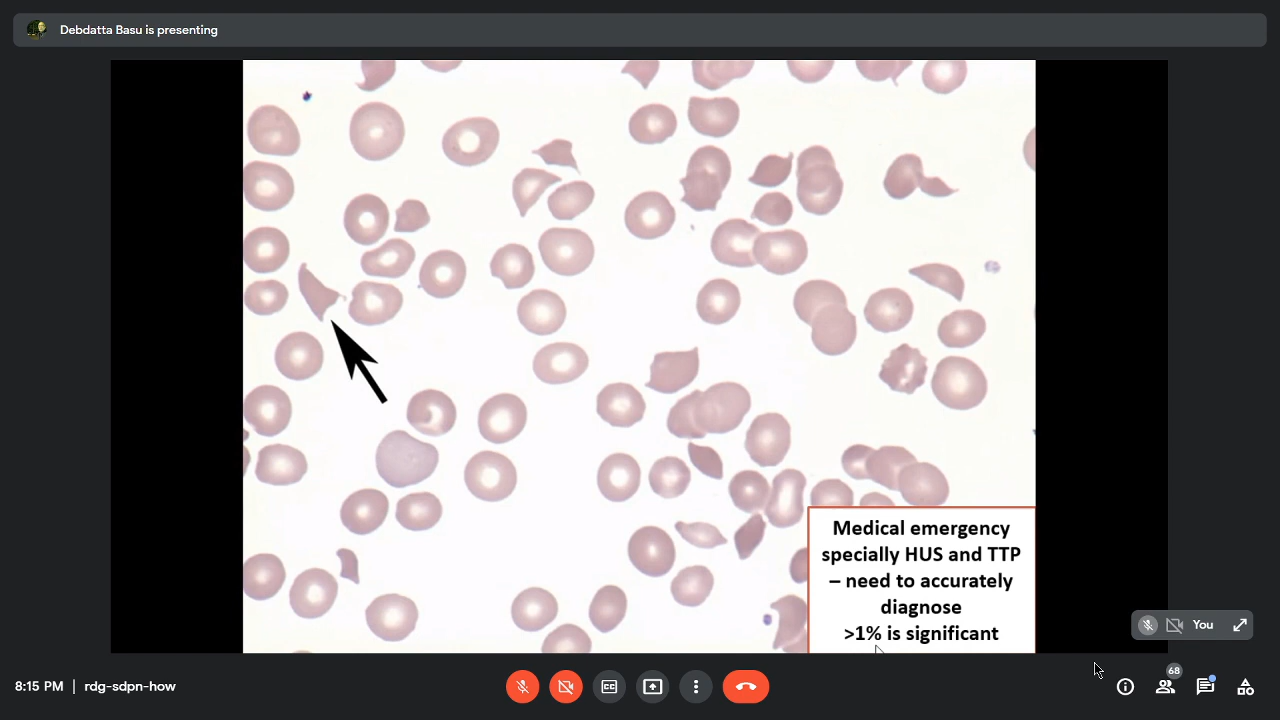 Debdatta Basu is presenting
Medical emergency
specially HUS and TTP
– need to accurately
diagnose
>1% is significant
You
68
8:15 PM | rdg-sdpn-how
CC